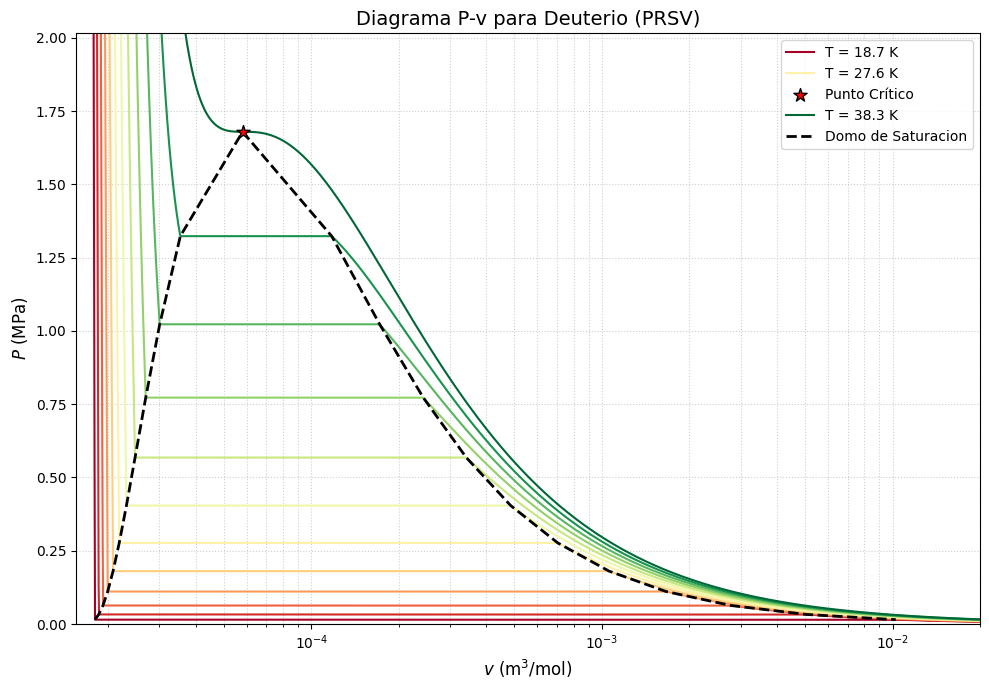 Diagrama P-v para Deuterio (PRSV)
T = 18.7 K
T = 27.6 K
Punto Crítico
T = 38.3 K
Domo de Saturacion
2.00
1.75
1.50
1.25
1.00
0.75
0.50
0.25
0.00
P (MPa)
10⁻⁴
10⁻³
10⁻²
v (m³/mol)